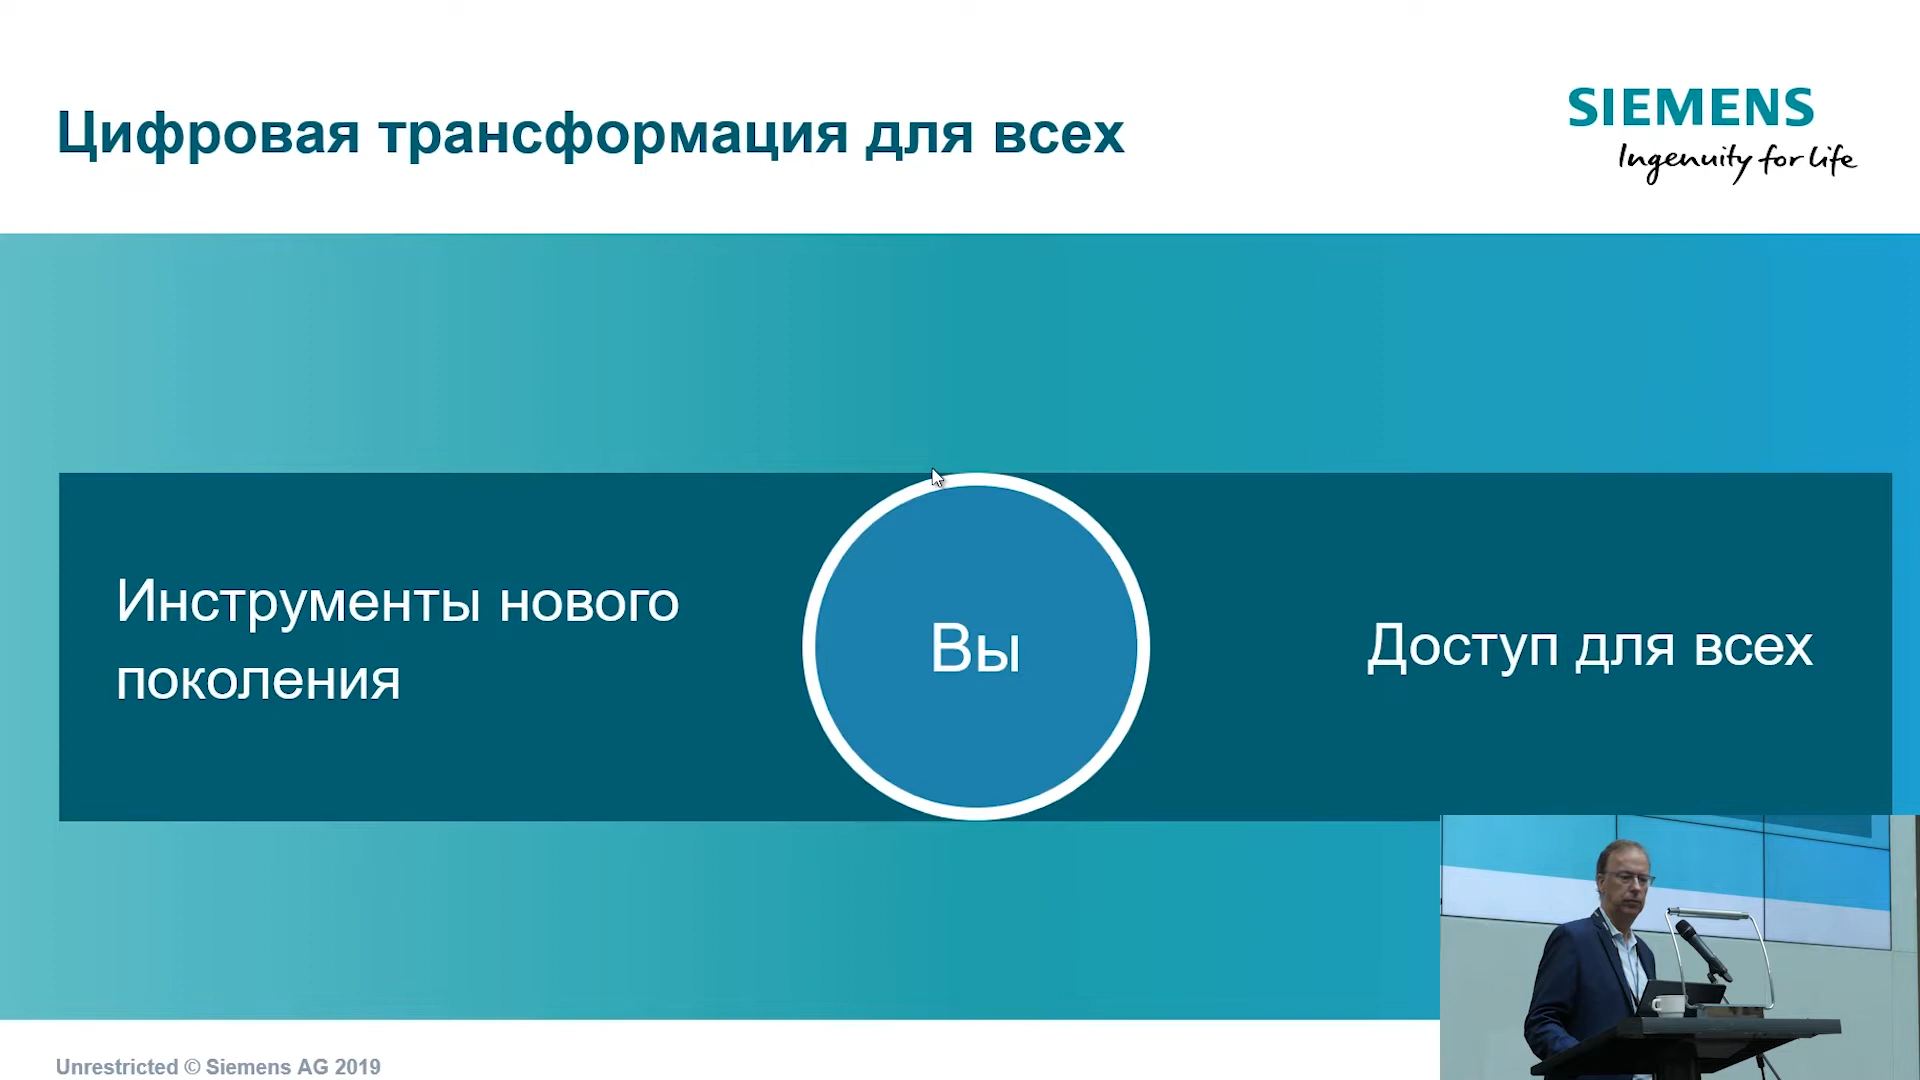 Цифровая трансформация для всех
SIEMENS
Ingenuity for life
Инструменты нового
поколения
Вы
Доступ для всех
Unrestricted © Siemens AG 2019